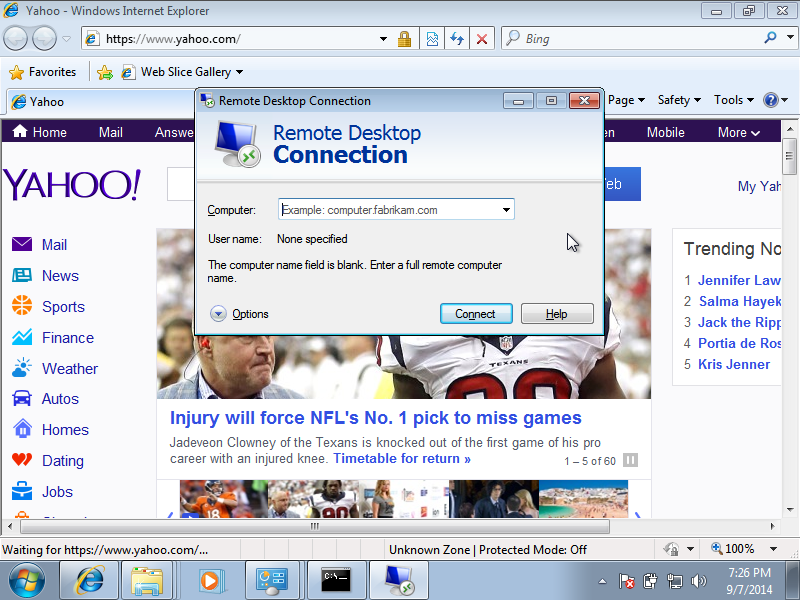 Yahoo - Windows Internet Explorer
https://www.yahoo.com/
Bing
Favorites
Web Slice Gallery
Yahoo
Page
Safety
Tools
Remote Desktop Connection
Remote Desktop
Connection
Computer:
Example: computer.fabrikam.com
User name:
None specified
The computer name field is blank. Enter a full remote computer
name.
Options
Connect
Help
Home
Mail
Answe
en
Mobile
More
YAHOO!
eb
My Yah
Mail
News
Sports
Finance
Weather
Autos
Homes
Dating
Jobs
TEXANS
Injury will force NFL's No. 1 pick to miss games
Jadeveon Clowney of the Texans is knocked out of the first game of his pro
career with an injured knee. Timetable for return »
1 – 5 of 60
Trending No
1 Jennifer Law
2 Salma Hayek
3 Jack the Ripp
4 Portia de Ros
5 Kris Jenner
Waiting for https://www.yahoo.com/...
Unknown Zone | Protected Mode: Off
100%
7:26 PM
9/7/2014